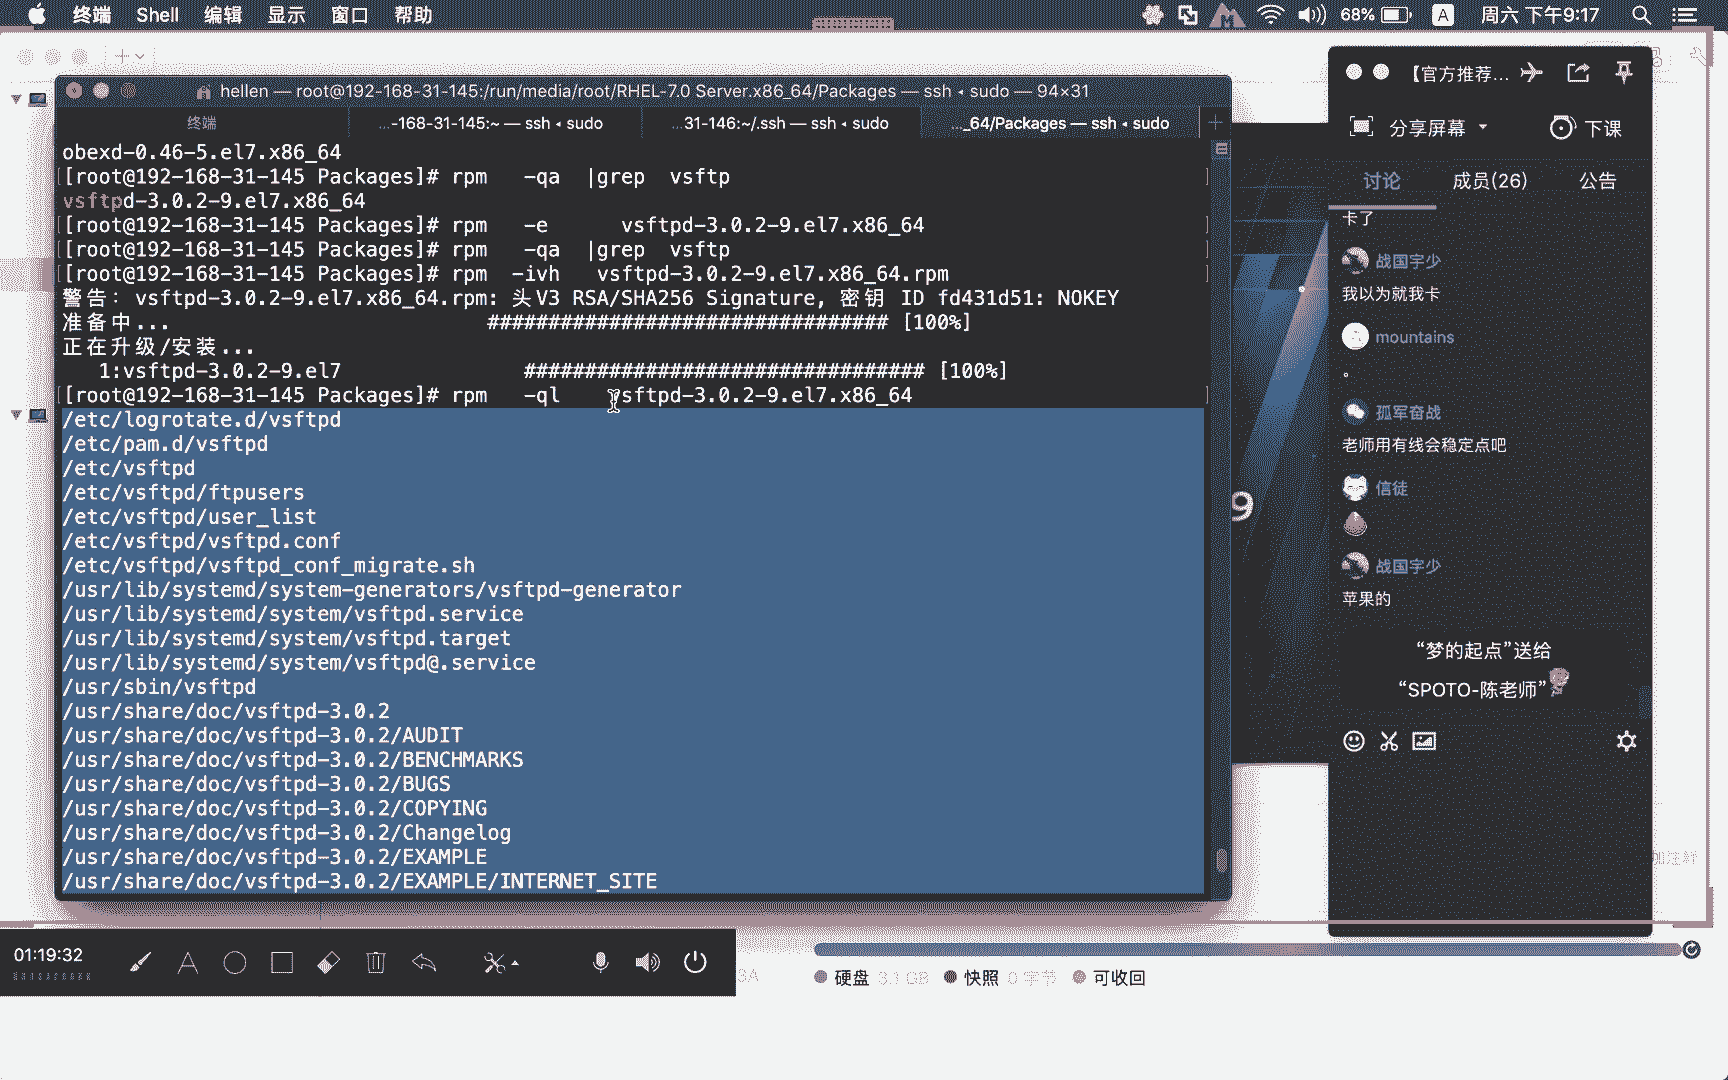 终端 Shell 编辑 显示 窗口 帮助
68% A 周六 下午9:17
hellen — root@192-168-31-145:/run/media/root/RHEL-7.0 Server.x86_64/Packages — ssh ◂ sudo — 94×31
终端 ...-168-31-145:~ — ssh ◂ sudo ...31-146:~/.ssh — ssh ◂ sudo ..._64/Packages — ssh ◂ sudo
obexd-0.46-5.el7.x86_64
[[root@192-168-31-145 Packages]# rpm   -qa  |grep  vsftp ]
vsftpd-3.0.2-9.el7.x86_64
[[root@192-168-31-145 Packages]# rpm   -e      vsftpd-3.0.2-9.el7.x86_64 ]
[[root@192-168-31-145 Packages]# rpm   -qa  |grep  vsftp ]
[[root@192-168-31-145 Packages]# rpm  -ivh   vsftpd-3.0.2-9.el7.x86_64.rpm ]
警告：vsftpd-3.0.2-9.el7.x86_64.rpm: 头V3 RSA/SHA256 Signature, 密钥 ID fd431d51: NOKEY
准备中... ################################# [100%]
正在升级/安装...
1:vsftpd-3.0.2-9.el7 ################################# [100%]
[[root@192-168-31-145 Packages]# rpm   -ql    vsftpd-3.0.2-9.el7.x86_64 ]
/etc/logrotate.d/vsftpd
/etc/pam.d/vsftpd
/etc/vsftpd
/etc/vsftpd/ftpusers
/etc/vsftpd/user_list
/etc/vsftpd/vsftpd.conf
/etc/vsftpd/vsftpd_conf_migrate.sh
/usr/lib/systemd/system-generators/vsftpd-generator
/usr/lib/systemd/system/vsftpd.service
/usr/lib/systemd/system/vsftpd.target
/usr/lib/systemd/system/vsftpd@.service
/usr/sbin/vsftpd
/usr/share/doc/vsftpd-3.0.2
/usr/share/doc/vsftpd-3.0.2/AUDIT
/usr/share/doc/vsftpd-3.0.2/BENCHMARKS
/usr/share/doc/vsftpd-3.0.2/BUGS
/usr/share/doc/vsftpd-3.0.2/COPYING
/usr/share/doc/vsftpd-3.0.2/Changelog
/usr/share/doc/vsftpd-3.0.2/EXAMPLE
/usr/share/doc/vsftpd-3.0.2/EXAMPLE/INTERNET_SITE
9
【官方推荐...
分享屏幕 下课
讨论 成员(26) 公告
卡了
战国宇少
我以为就我卡
mountains
。
孤军奋战
老师用有线会稳定点吧
信徒
战国宇少
苹果的
“梦的起点”送给
“SPOTO-陈老师”
加注释
01:19:32 A
3A 硬盘 3.1 GB 快照 0 字节 可收回